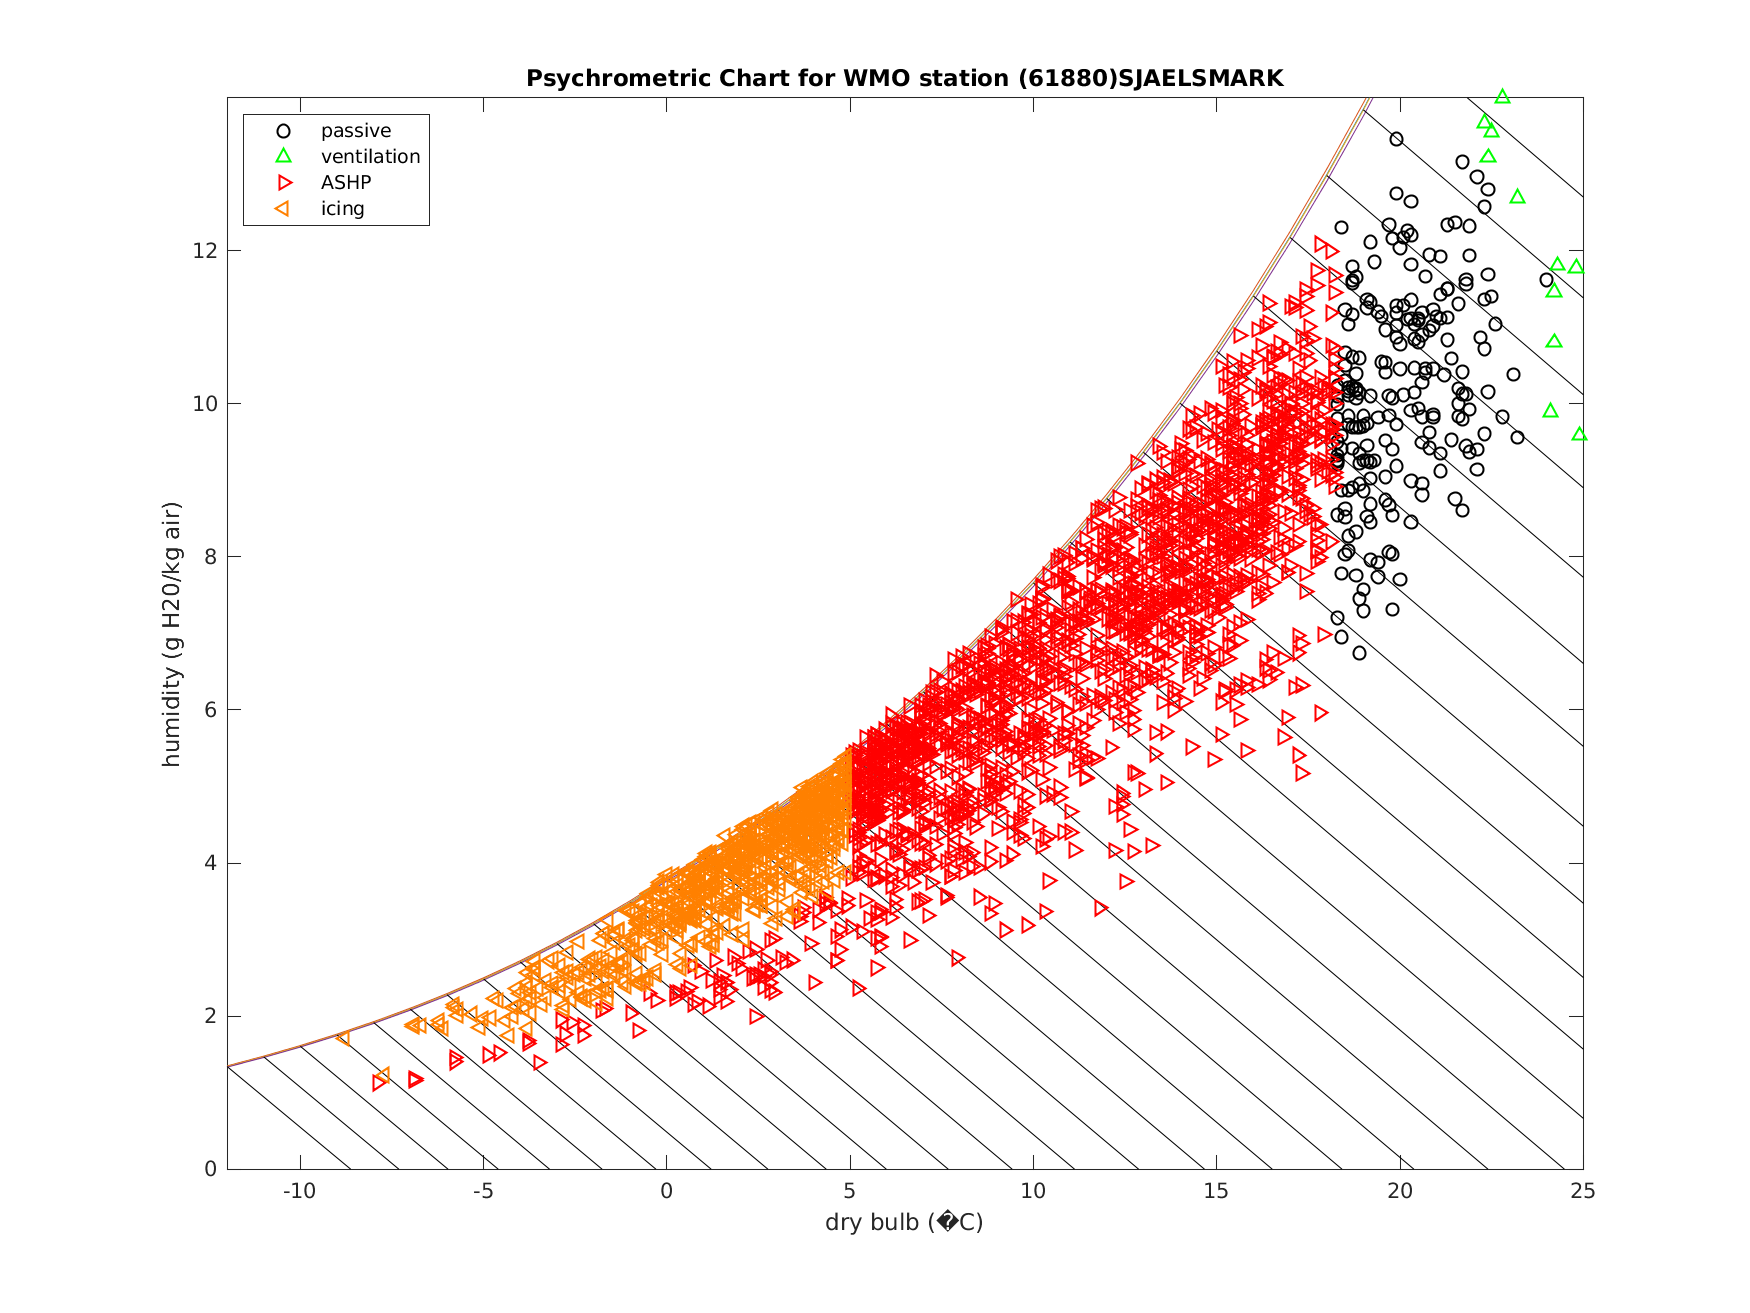 Psychrometric Chart for WMO station (61880)SJAELSMARK
passive
ventilation
ASHP
icing
humidity (g H20/kg air)
12
10
8
6
4
2
0
-10 -5 0 5 10 15 20 25
dry bulb (�C)